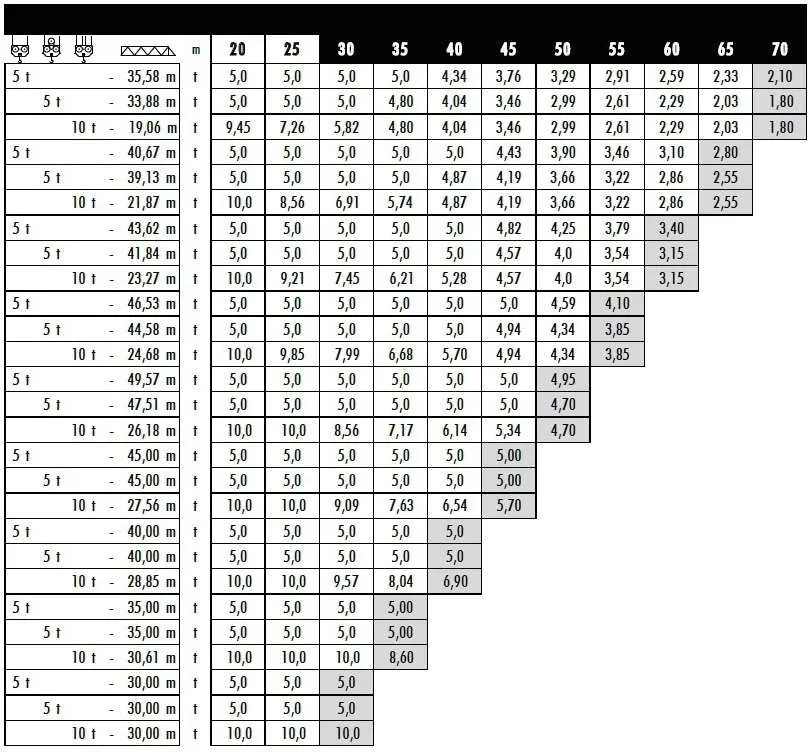 m 20 25 30 35 40 45 50 55 60 65 70
5 t - 35,58 m t 5,0 5,0 5,0 5,0 4,34 3,76 3,29 2,91 2,59 2,33 2,10
5 t - 33,88 m t 5,0 5,0 5,0 4,80 4,04 3,46 2,99 2,61 2,29 2,03 1,80
10 t - 19,06 m t 9,45 7,26 5,82 4,80 4,04 3,46 2,99 2,61 2,29 2,03 1,80
5 t - 40,67 m t 5,0 5,0 5,0 5,0 5,0 4,43 3,90 3,46 3,10 2,80
5 t - 39,13 m t 5,0 5,0 5,0 5,0 4,87 4,19 3,66 3,22 2,86 2,55
10 t - 21,87 m t 10,0 8,56 6,91 5,74 4,87 4,19 3,66 3,22 2,86 2,55
5 t - 43,62 m t 5,0 5,0 5,0 5,0 5,0 4,82 4,25 3,79 3,40
5 t - 41,84 m t 5,0 5,0 5,0 5,0 5,0 4,57 4,0 3,54 3,15
10 t - 23,27 m t 10,0 9,21 7,45 6,21 5,28 4,57 4,0 3,54 3,15
5 t - 46,53 m t 5,0 5,0 5,0 5,0 5,0 5,0 4,59 4,10
5 t - 44,58 m t 5,0 5,0 5,0 5,0 5,0 4,94 4,34 3,85
10 t - 24,68 m t 10,0 9,85 7,99 6,68 5,70 4,94 4,34 3,85
5 t - 49,57 m t 5,0 5,0 5,0 5,0 5,0 5,0 4,95
5 t - 47,51 m t 5,0 5,0 5,0 5,0 5,0 5,0 4,70
10 t - 26,18 m t 10,0 10,0 8,56 7,17 6,14 5,34 4,70
5 t - 45,00 m t 5,0 5,0 5,0 5,0 5,0 5,00
5 t - 45,00 m t 5,0 5,0 5,0 5,0 5,0 5,00
10 t - 27,56 m t 10,0 10,0 9,09 7,63 6,54 5,70
5 t - 40,00 m t 5,0 5,0 5,0 5,0 5,0
5 t - 40,00 m t 5,0 5,0 5,0 5,0 5,0
10 t - 28,85 m t 10,0 10,0 9,57 8,04 6,90
5 t - 35,00 m t 5,0 5,0 5,0 5,00
5 t - 35,00 m t 5,0 5,0 5,0 5,00
10 t - 30,61 m t 10,0 10,0 10,0 8,60
5 t - 30,00 m t 5,0 5,0 5,0
5 t - 30,00 m t 5,0 5,0 5,0
10 t - 30,00 m t 10,0 10,0 10,0